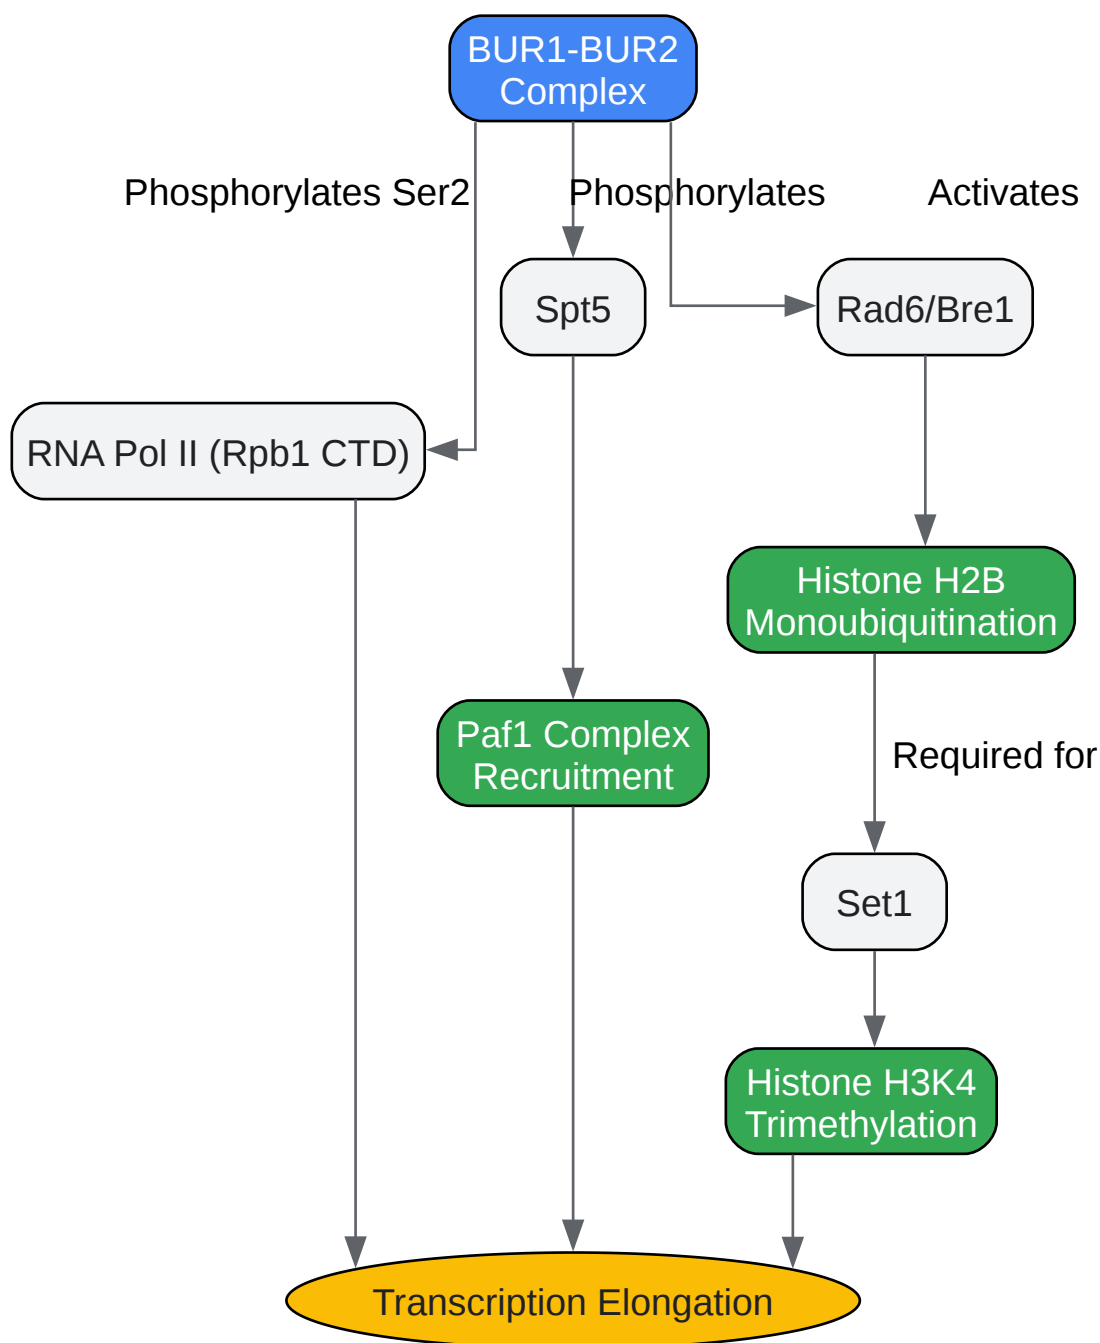 BUR1-BUR2
Complex
Phosphorylates Ser2
Phosphorylates
Activates
Spt5
Rad6/Bre1
RNA Pol II (Rpb1 CTD)
Histone H2B
Monoubiquitination
Paf1 Complex
Recruitment
Required for
Set1
Histone H3K4
Trimethylation
Transcription Elongation